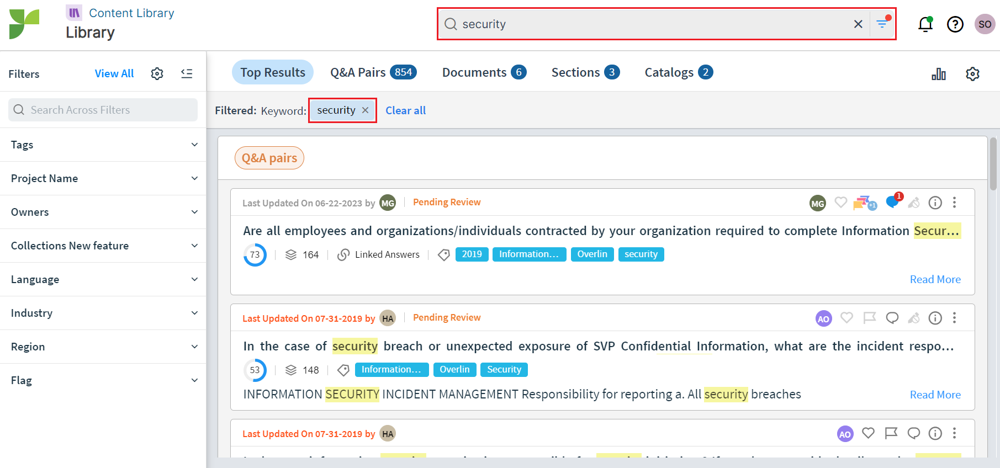 Content Library
Library
security
SO
Filters
View All
Search Across Filters
Tags
Project Name
Owners
Collections New feature
Language
Industry
Region
Flag
Top Results
Q&A Pairs 854
Documents 6
Sections 3
Catalogs 2
Filtered: Keyword: security × Clear all
Q&A pairs
Last Updated On 06-22-2023 by MG Pending Review
MG +1 1
Are all employees and organizations/individuals contracted by your organization required to complete Information Secur...
73 164 Linked Answers 2019 Information... Overlin security
Read More
Last Updated On 07-31-2019 by HA Pending Review
AO
In the case of security breach or unexpected exposure of SVP Confidential Information, what are the incident respo...
53 148 Information... Overlin Security
INFORMATION SECURITY INCIDENT MANAGEMENT Responsibility for reporting a. All security breaches
Read More
Last Updated On 07-31-2019 by HA
AO